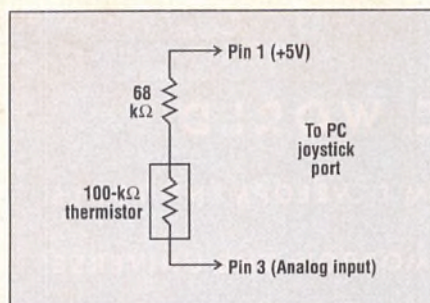 Pin 1 (+5V)
68
kΩ
To PC
joystick
port
100-kΩ
thermistor
Pin 3 (Analog input)